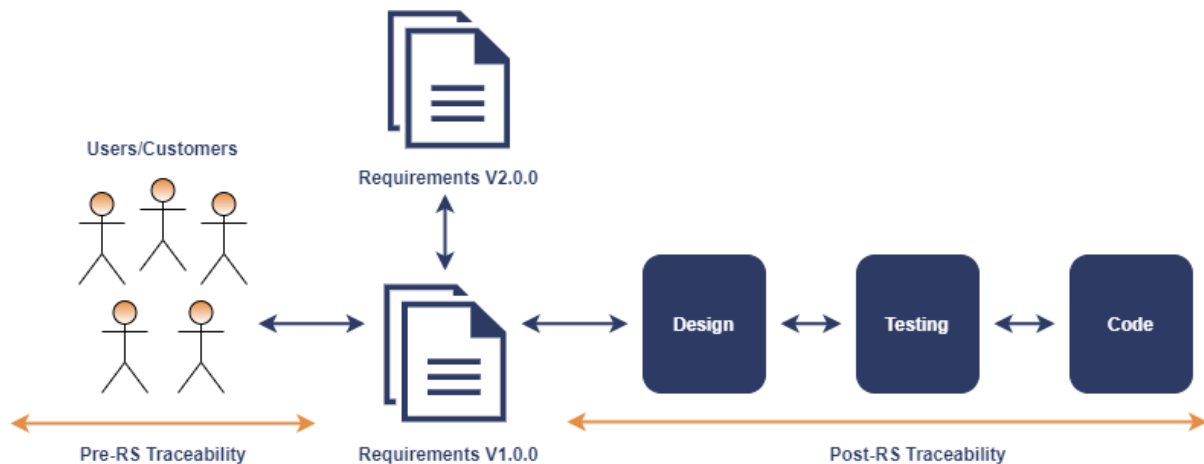 Users/Customers
Requirements V2.0.0
Design
Testing
Code
Pre-RS Traceability
Requirements V1.0.0
Post-RS Traceability